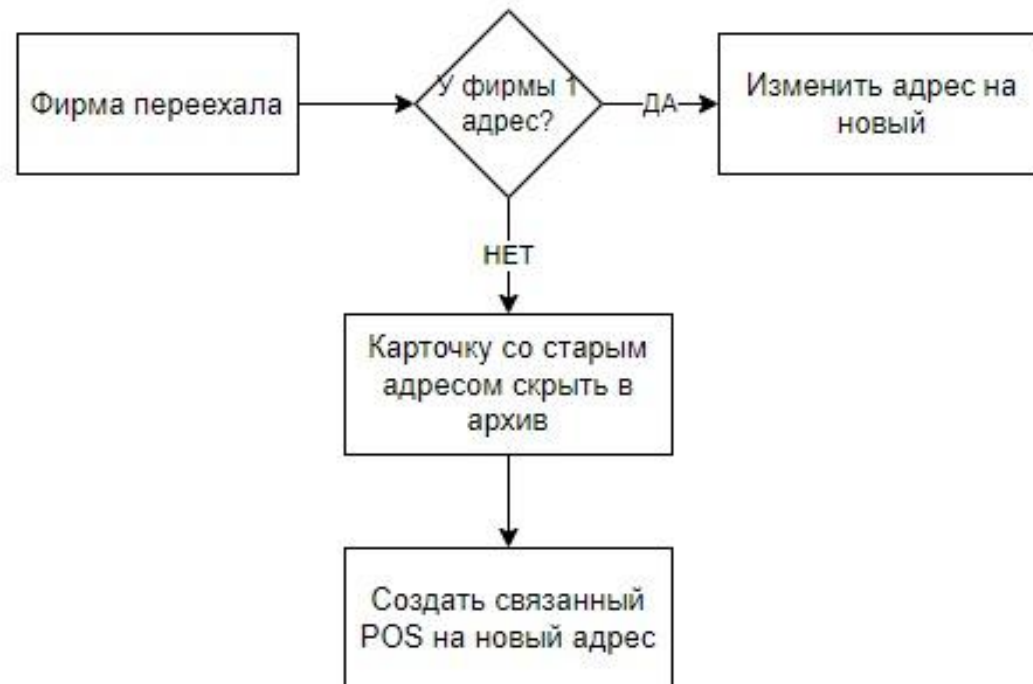 Фирма переехала
У фирмы 1
адрес?
ДА
Изменить адрес на
новый
НЕТ
Карточку со старым
адресом скрыть в
архив
Создать связанный
POS на новый адрес